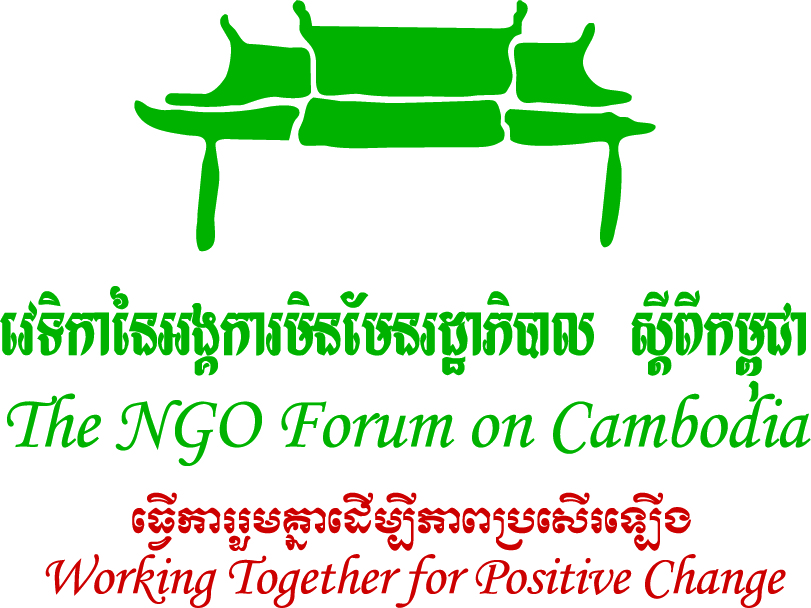 វេទិកានៃអង្គការមិនមែនរដ្ឋាភិបាល ស្ដីពីកម្ពុជា
The NGO Forum on Cambodia
ធ្វើការរួមគ្នាដើម្បីភាពប្រសើរឡើង
Working Together for Positive Change